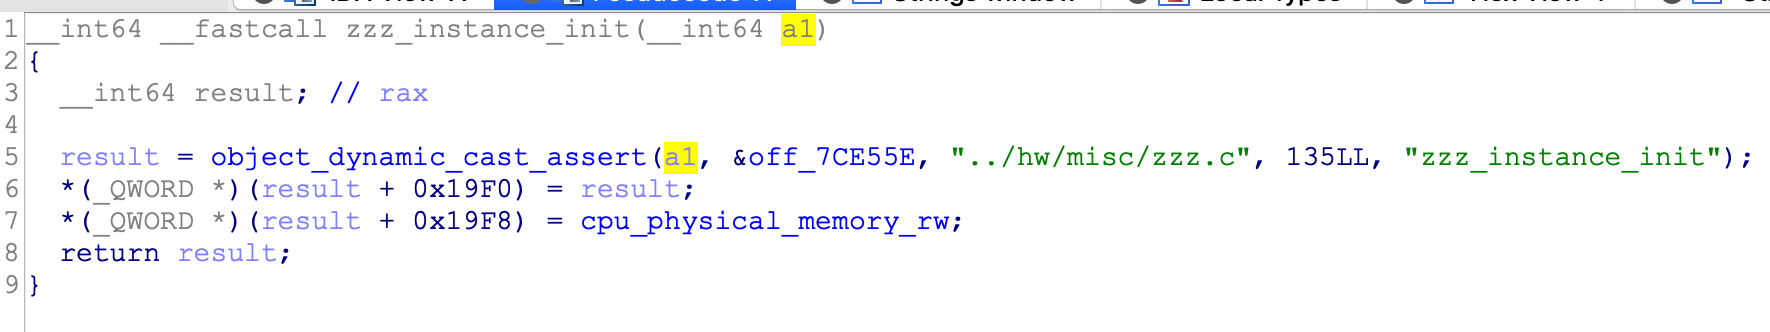 1 __int64 __fastcall zzz_instance_init(__int64 a1)
2 {
3   __int64 result; // rax
4
5   result = object_dynamic_cast_assert(a1, &off_7CE55E, "../hw/misc/zzz.c", 135LL, "zzz_instance_init");
6   *(_QWORD *)(result + 0x19F0) = result;
7   *(_QWORD *)(result + 0x19F8) = cpu_physical_memory_rw;
8   return result;
9 }